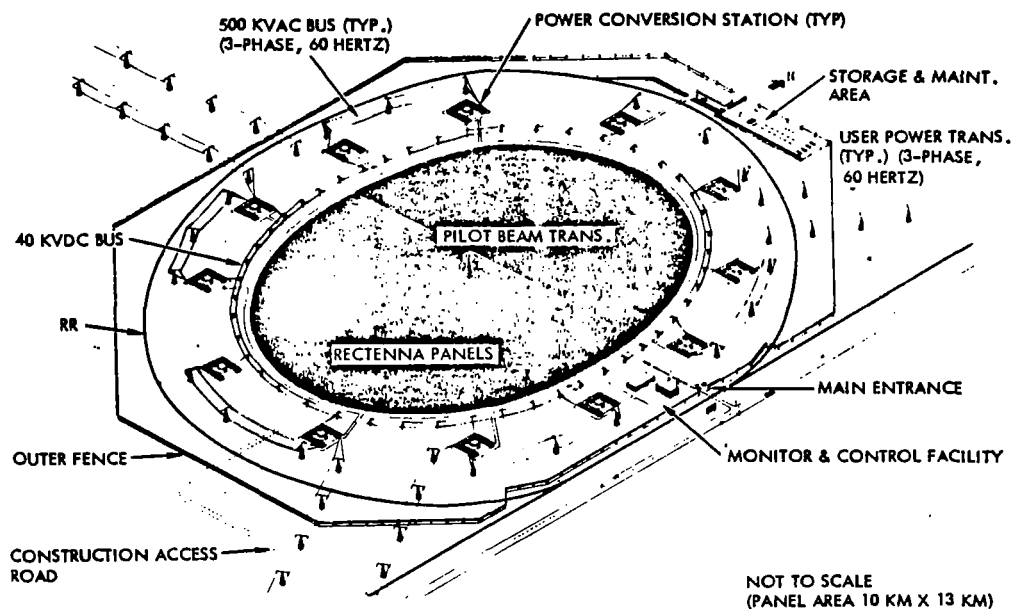 500 KVAC BUS (TYP.)
(3-PHASE, 60 HERTZ)
POWER CONVERSION STATION (TYP)
STORAGE & MAINT.
AREA
USER POWER TRANS.
(TYP.) (3-PHASE,
60 HERTZ)
40 KVDC BUS
PILOT BEAM TRANS.
RR
RECTENNA PANELS
MAIN ENTRANCE
OUTER FENCE
MONITOR & CONTROL FACILITY
CONSTRUCTION ACCESS
ROAD
NOT TO SCALE
(PANEL AREA 10 KM X 13 KM)